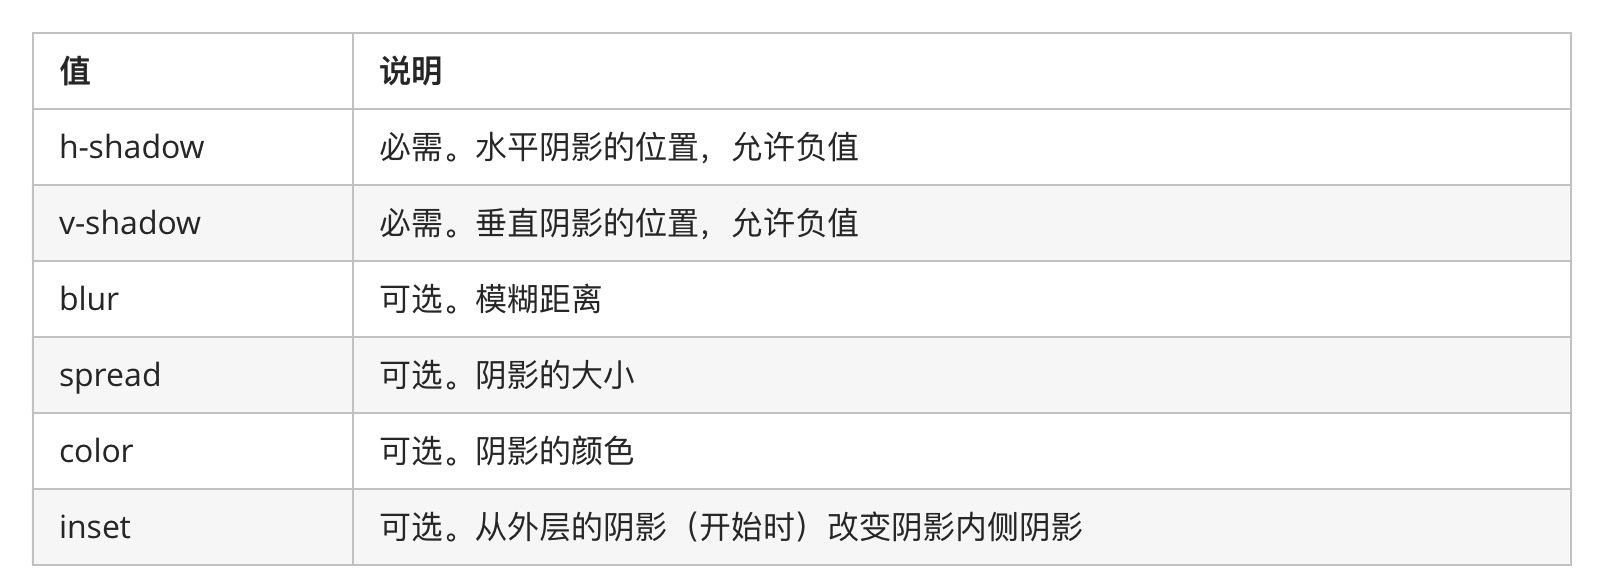 值 说明
h-shadow 必需。水平阴影的位置，允许负值
v-shadow 必需。垂直阴影的位置，允许负值
blur 可选。模糊距离
spread 可选。阴影的大小
color 可选。阴影的颜色
inset 可选。从外层的阴影（开始时）改变阴影内侧阴影